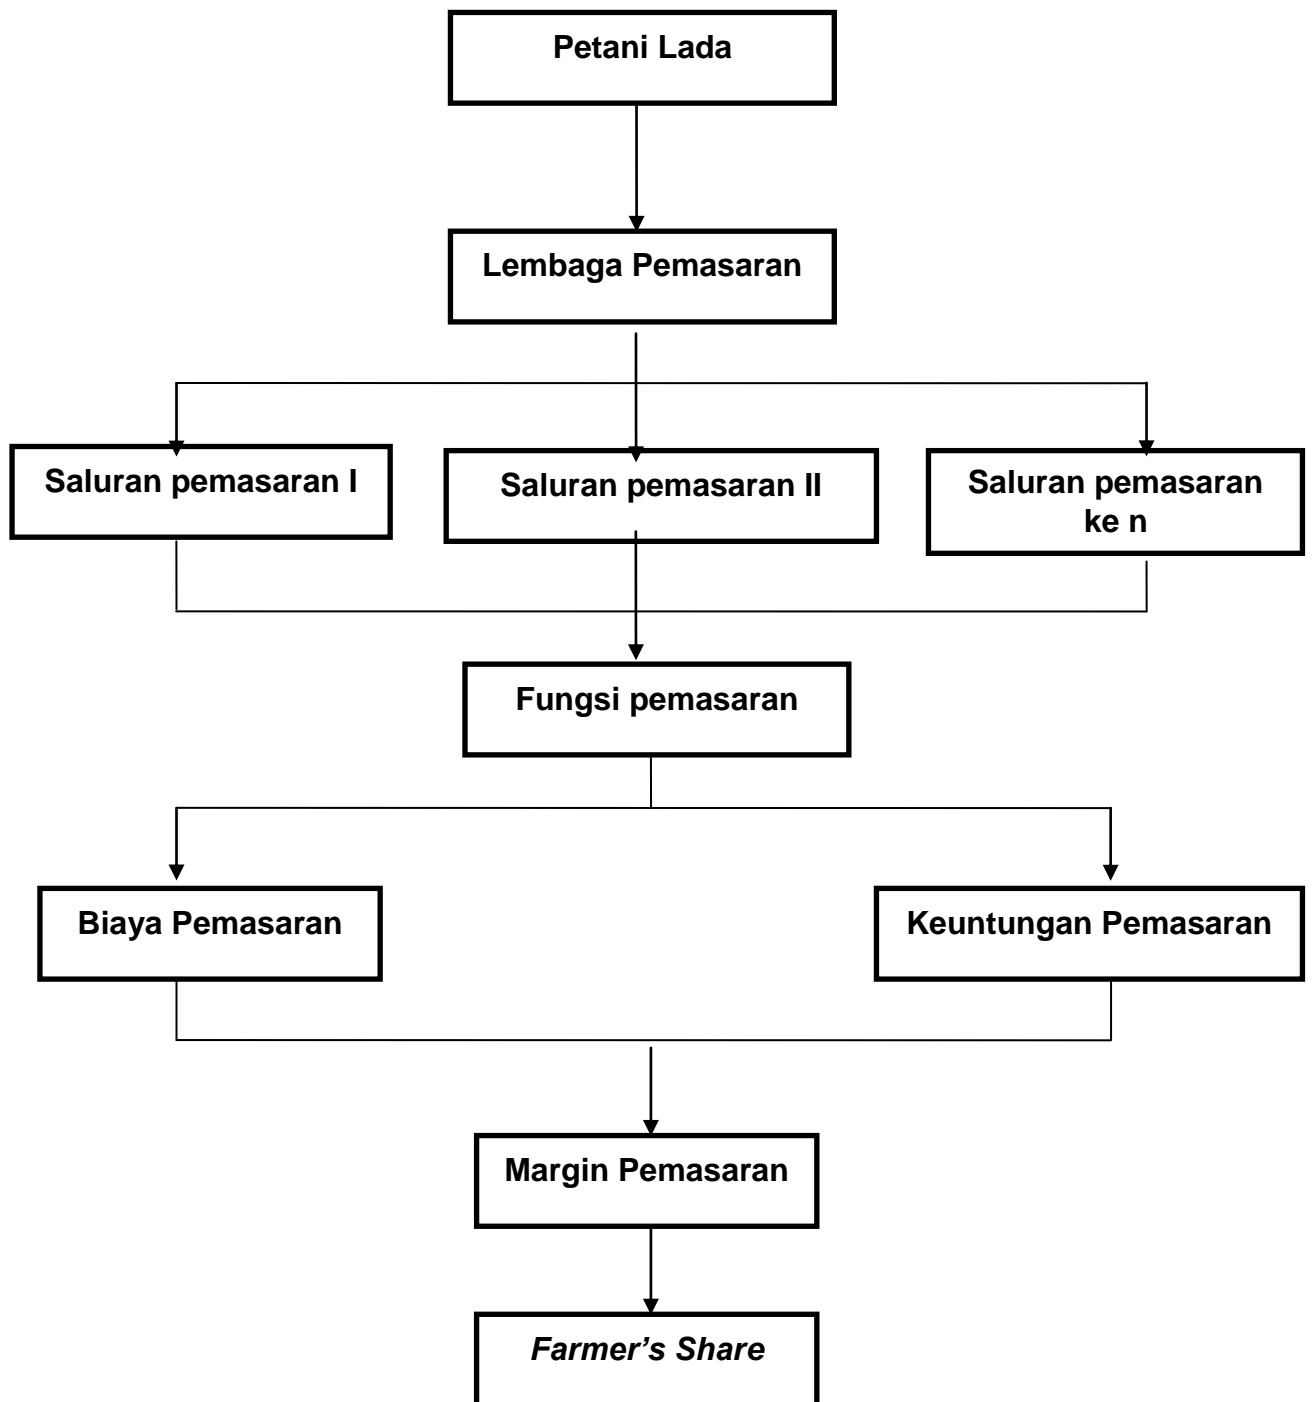 Petani Lada
Lembaga Pemasaran
Saluran pemasaran I
Saluran pemasaran II
Saluran pemasaran
ke n
Fungsi pemasaran
Biaya Pemasaran
Keuntungan Pemasaran
Margin Pemasaran
Farmer’s Share